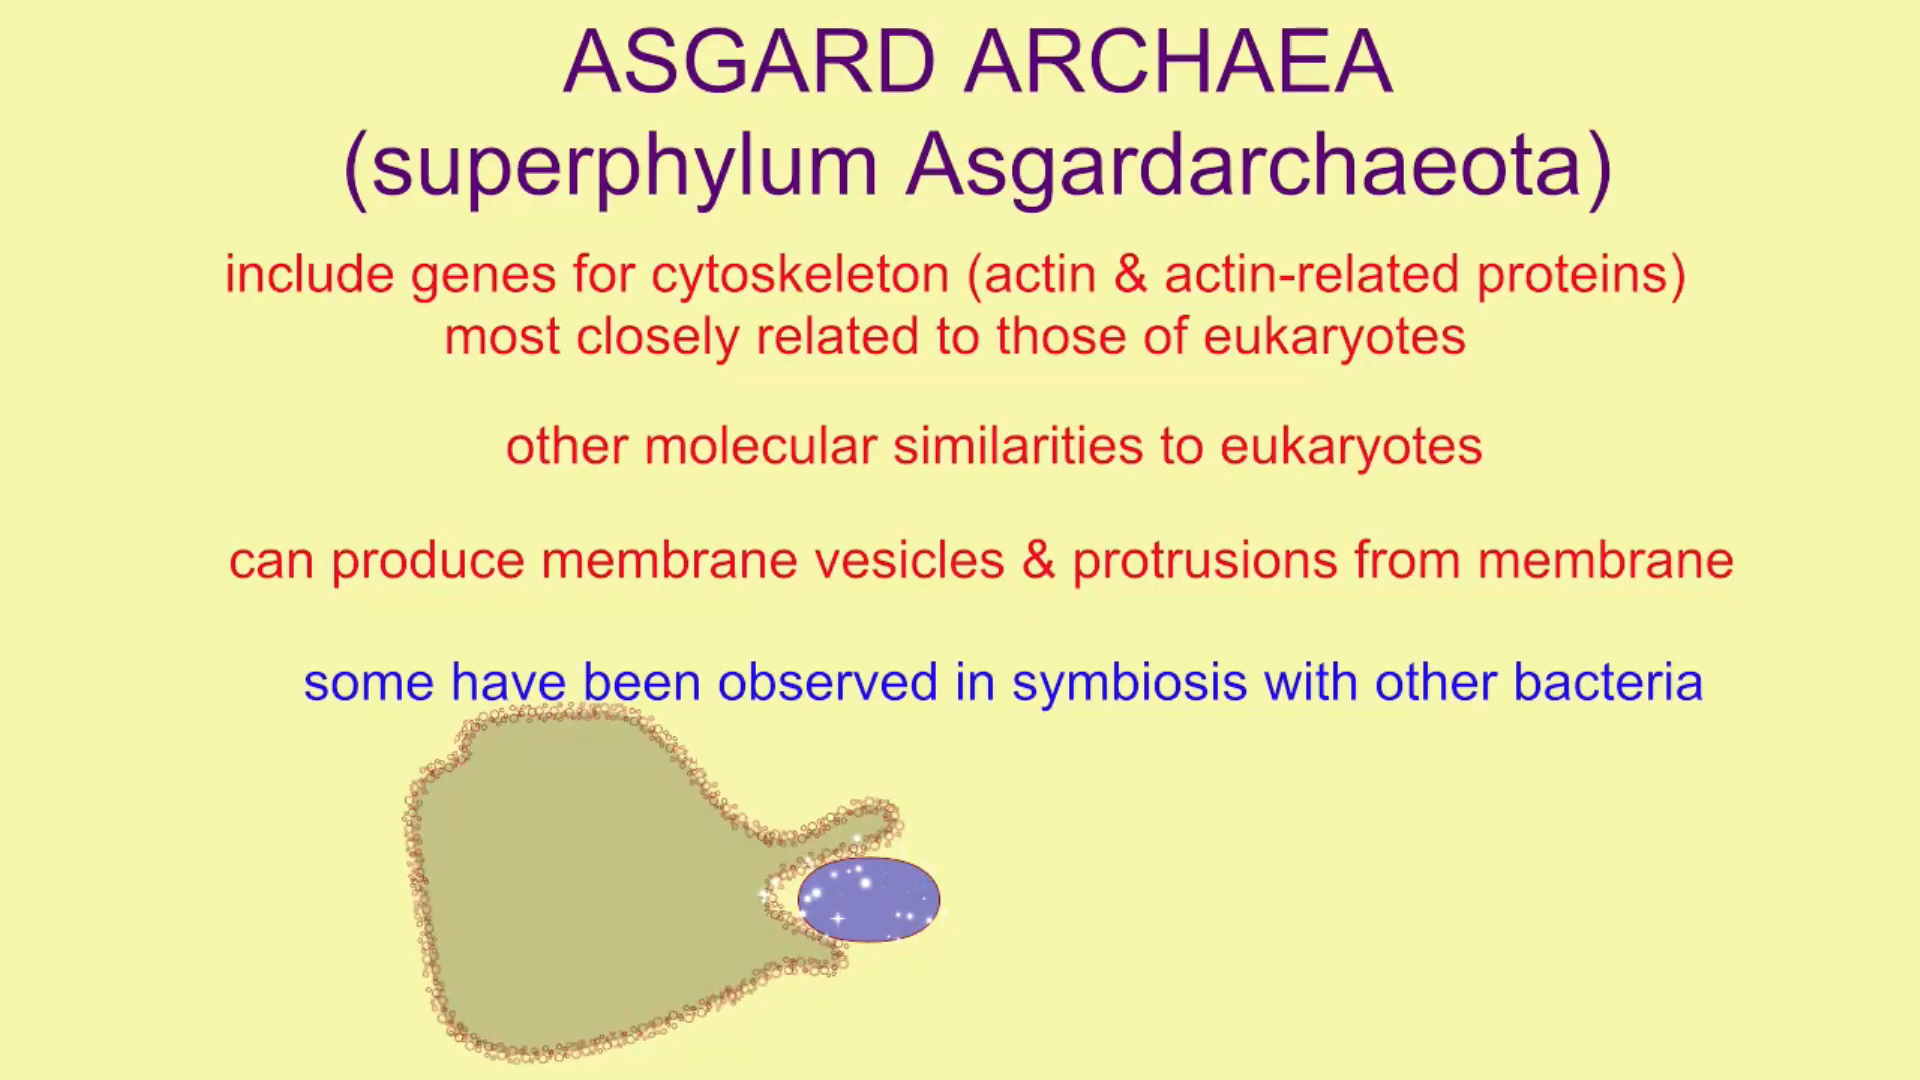 ASGARD ARCHAEA
(superphylum Asgardarchaeota)
include genes for cytoskeleton (actin & actin-related proteins)
most closely related to those of eukaryotes
other molecular similarities to eukaryotes
can produce membrane vesicles & protrusions from membrane
some have been observed in symbiosis with other bacteria